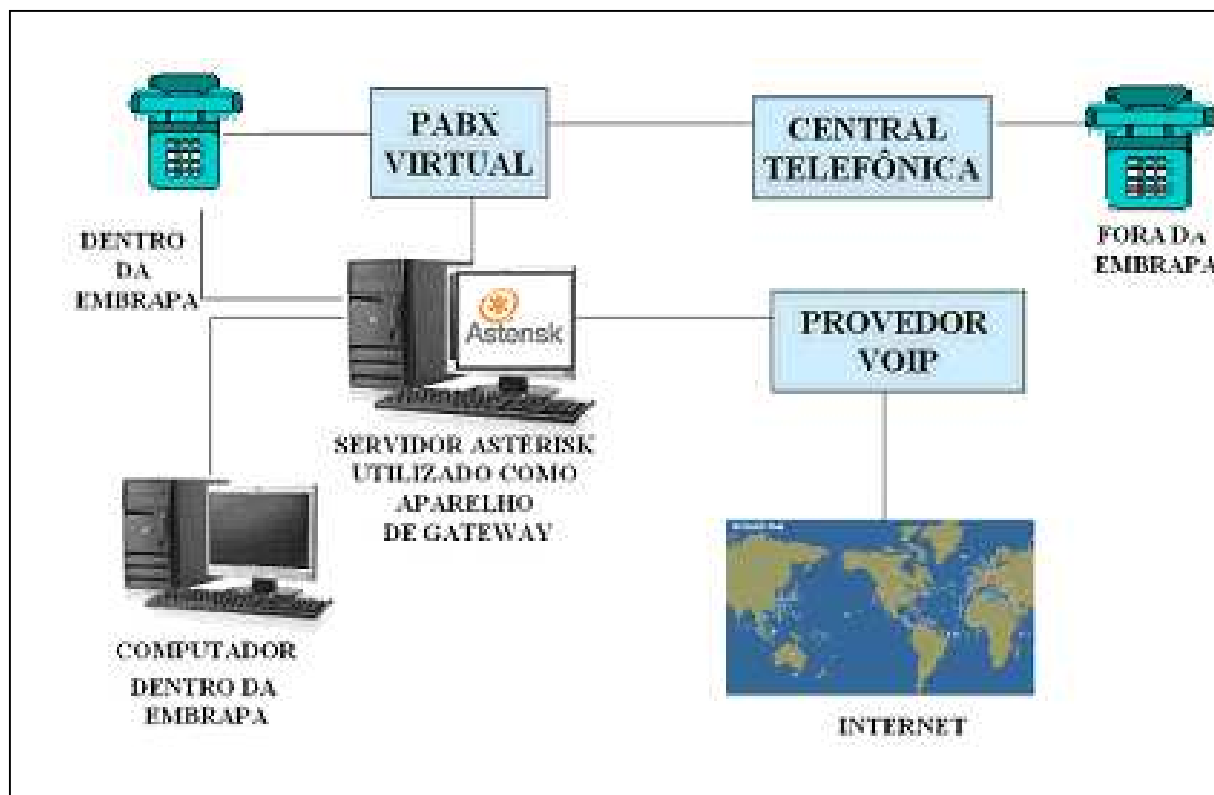 PABX
VIRTUAL
CENTRAL
TELEFÔNICA
DENTRO
DA
EMBRAPA
FORA DA
EMBRAPA
Asterisk
PROVEDOR
VOIP
SERVIDOR ASTERISK
UTILIZADO COMO
APARELHO
DE GATEWAY
COMPUTADOR
DENTRO DA
EMBRAPA
INTERNET